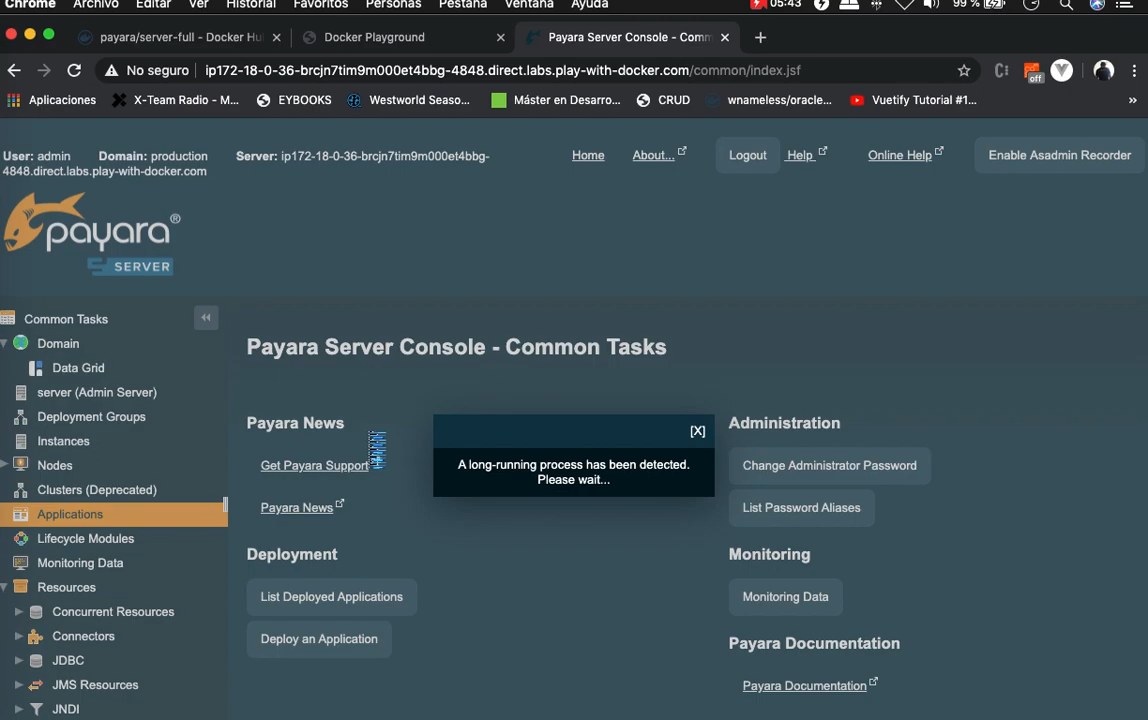 Chrome Archivo Editar Ver Historial Favoritos Personas Pestaña Ventana Ayuda 05:43 99 %
payara/server-full - Docker Hu Docker Playground Payara Server Console - Comm
No seguro ip172-18-0-36-brcjn7tim9m000et4bbg-4848.direct.labs.play-with-docker.com/common/index.jsf off
Aplicaciones X-Team Radio - M... EYBOOKS Westworld Seaso... Máster en Desarro... CRUD wnameless/oracle... Vuetify Tutorial #1... »
User: admin Domain: production Server: ip172-18-0-36-brcjn7tim9m000et4bbg-
4848.direct.labs.play-with-docker.com
Home About... Logout Help Online Help Enable Asadmin Recorder
payara®
SERVER
Common Tasks
Domain
Data Grid
server (Admin Server)
Deployment Groups
Instances
Nodes
Clusters (Deprecated)
Applications
Lifecycle Modules
Monitoring Data
Resources
Concurrent Resources
Connectors
JDBC
JMS Resources
JNDI
Payara Server Console - Common Tasks
Payara News
Get Payara Support
Payara News
Deployment
List Deployed Applications
Deploy an Application
[X]
A long-running process has been detected.
Please wait...
Administration
Change Administrator Password
List Password Aliases
Monitoring
Monitoring Data
Payara Documentation
Payara Documentation